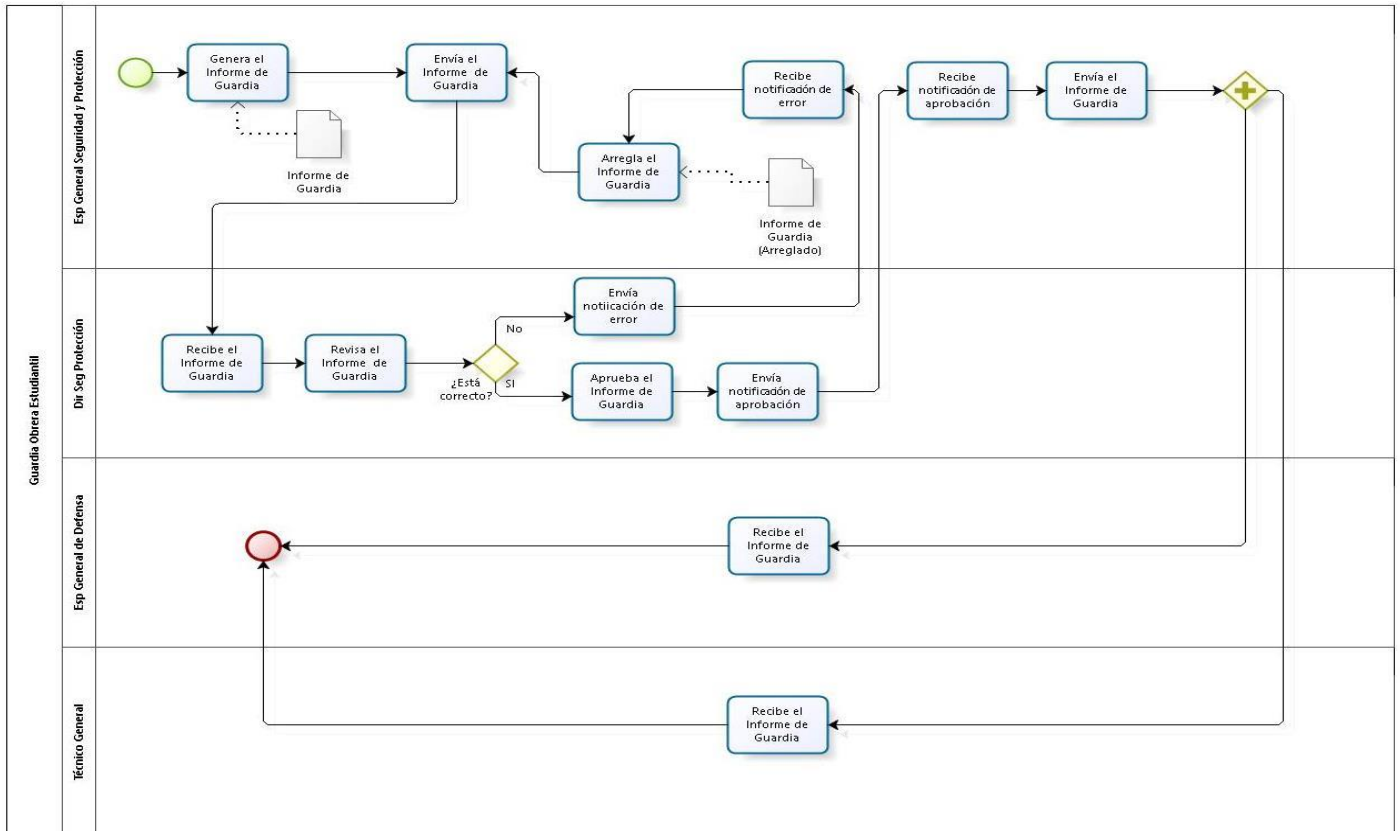 Guardia Obrera Estudiantil
Esp General Seguridad y Protección
Genera el
Informe de
Guardia
Informe de
Guardia
Envía el
Informe de
Guardia
Arregla el
Informe de
Guardia
Recibe
notificación de
error
Informe de
Guardia
(Arreglado)
Recibe
notificación de
aprobación
Envía el
Informe de
Guardia
Dir Seg Protección
Recibe el
Informe de
Guardia
Revisa el
Informe de
Guardia
¿Está
correcto?
No
SI
Envía
notiicación de
error
Aprueba el
Informe de
Guardia
Envía
notificación de
aprobación
Esp General de Defensa
Recibe el
Informe de
Guardia
Técnico General
Recibe el
Informe de
Guardia